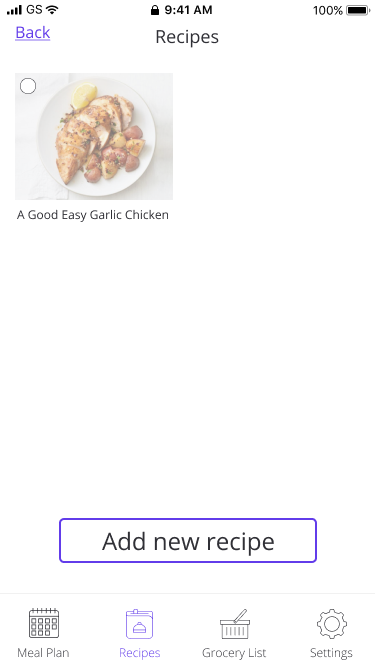 GS 9:41 AM 100%
Back Recipes
A Good Easy Garlic Chicken
Add new recipe
Meal Plan Recipes Grocery List Settings